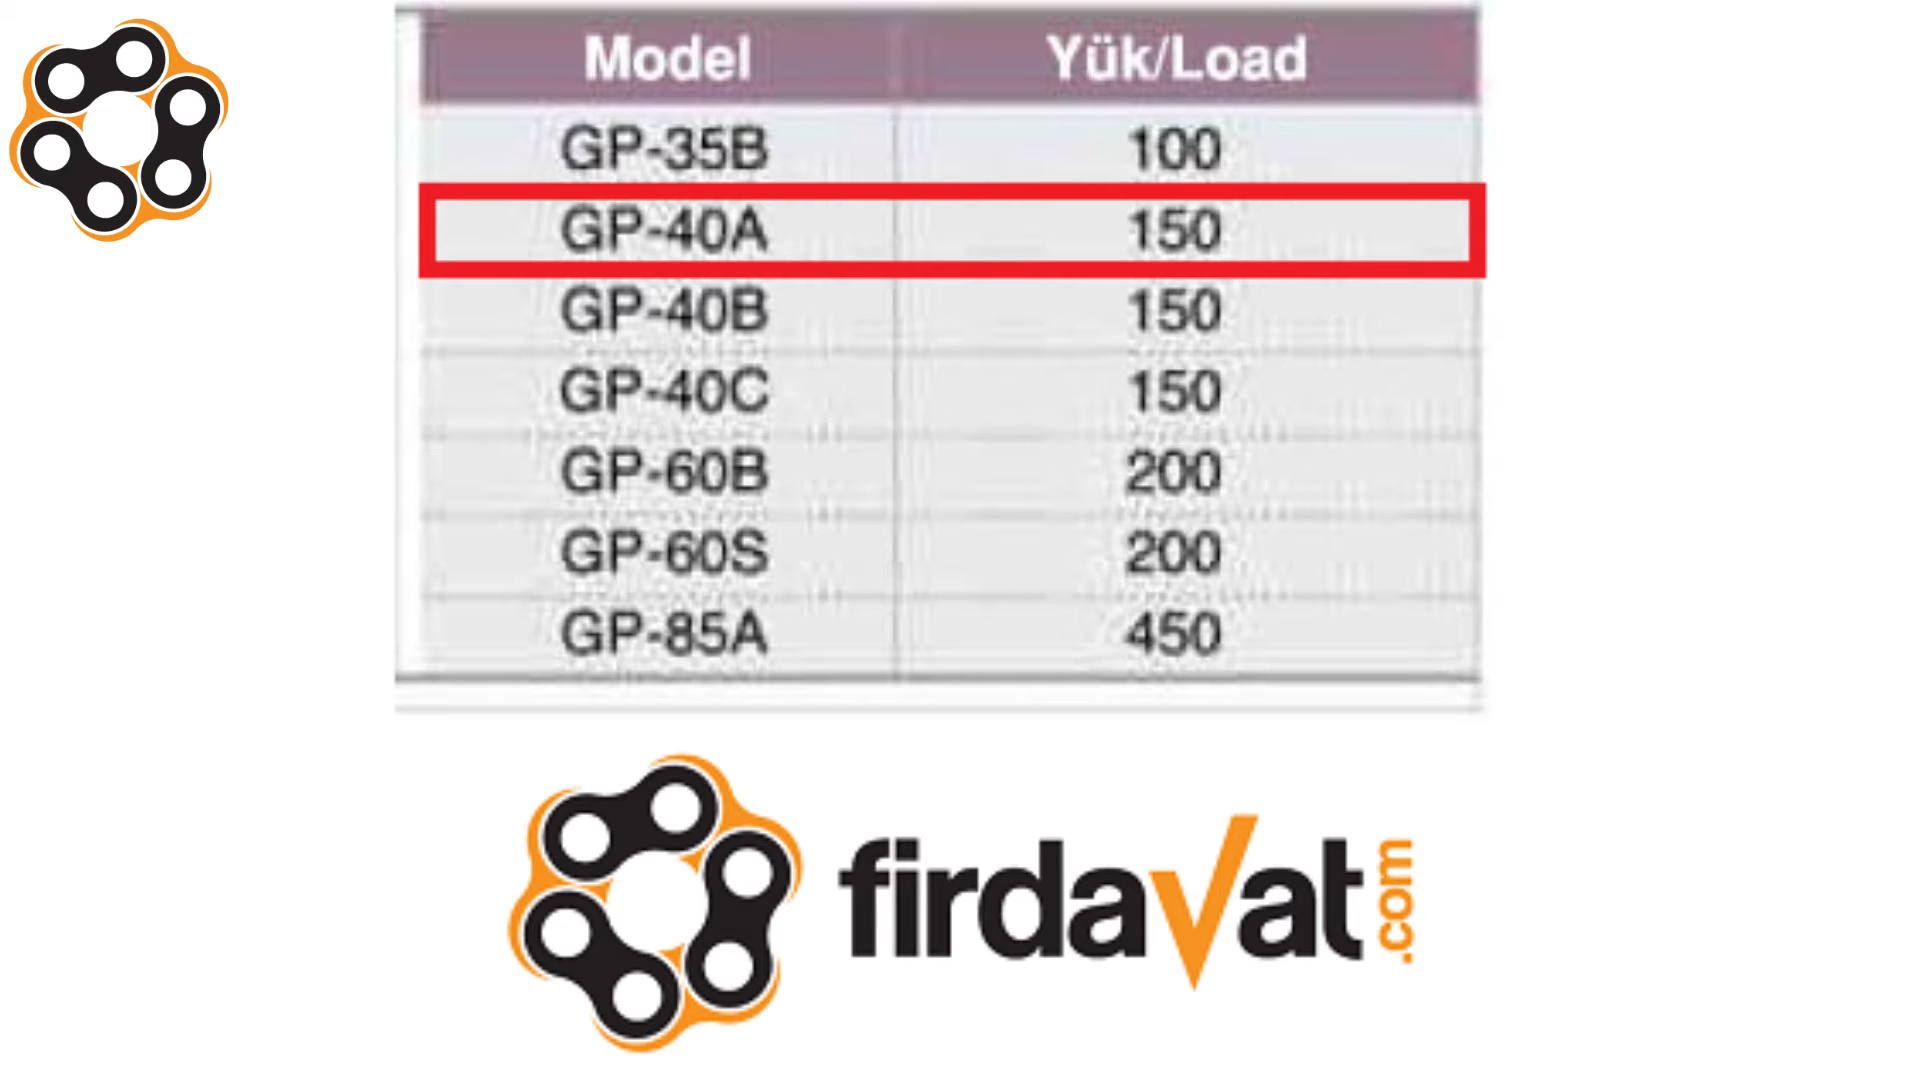 Model Yük/Load
GP-35B 100
GP-40A 150
GP-40B 150
GP-40C 150
GP-60B 200
GP-60S 200
GP-85A 450
firdavat.com